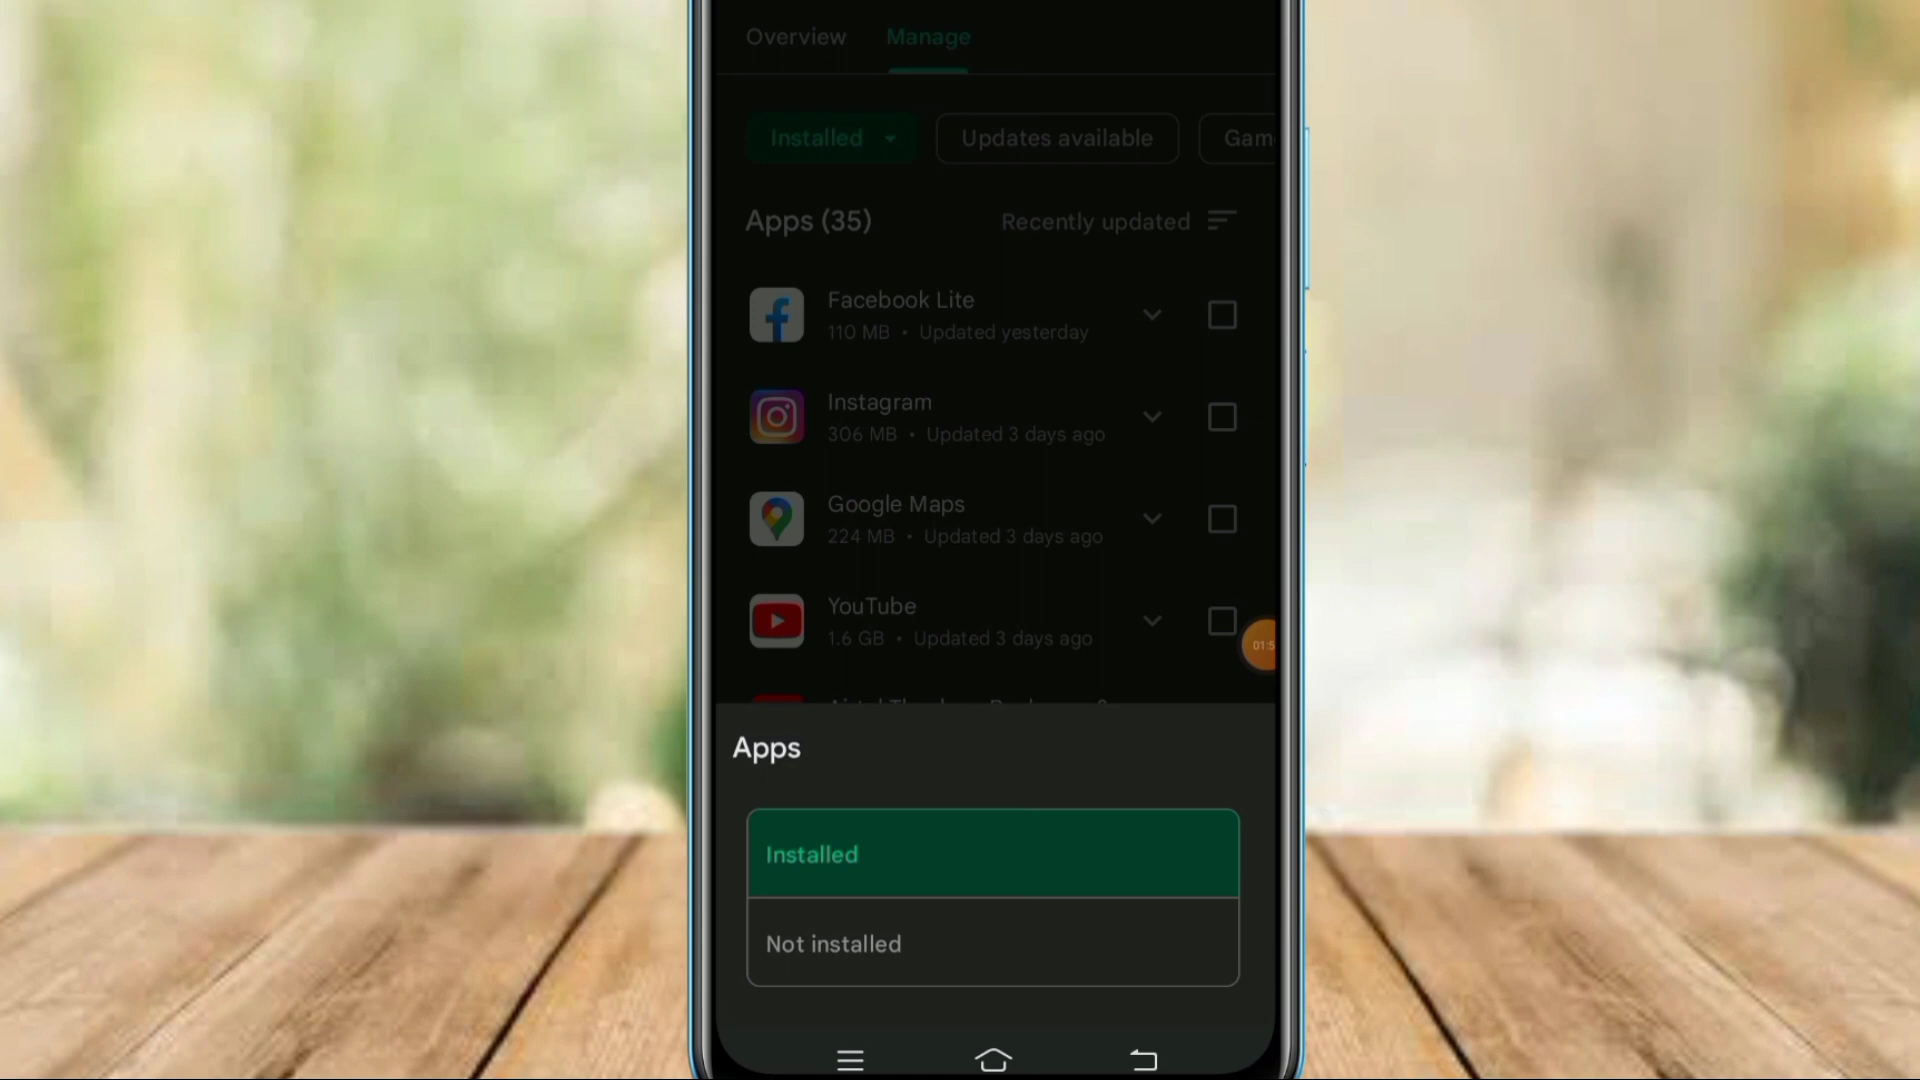 Overview Manage
Installed Updates available Gam
Apps (35) Recently updated
Facebook Lite
110 MB • Updated yesterday
Instagram
306 MB • Updated 3 days ago
Google Maps
224 MB • Updated 3 days ago
YouTube
1.6 GB • Updated 3 days ago
01:5
Apps
Installed
Not installed